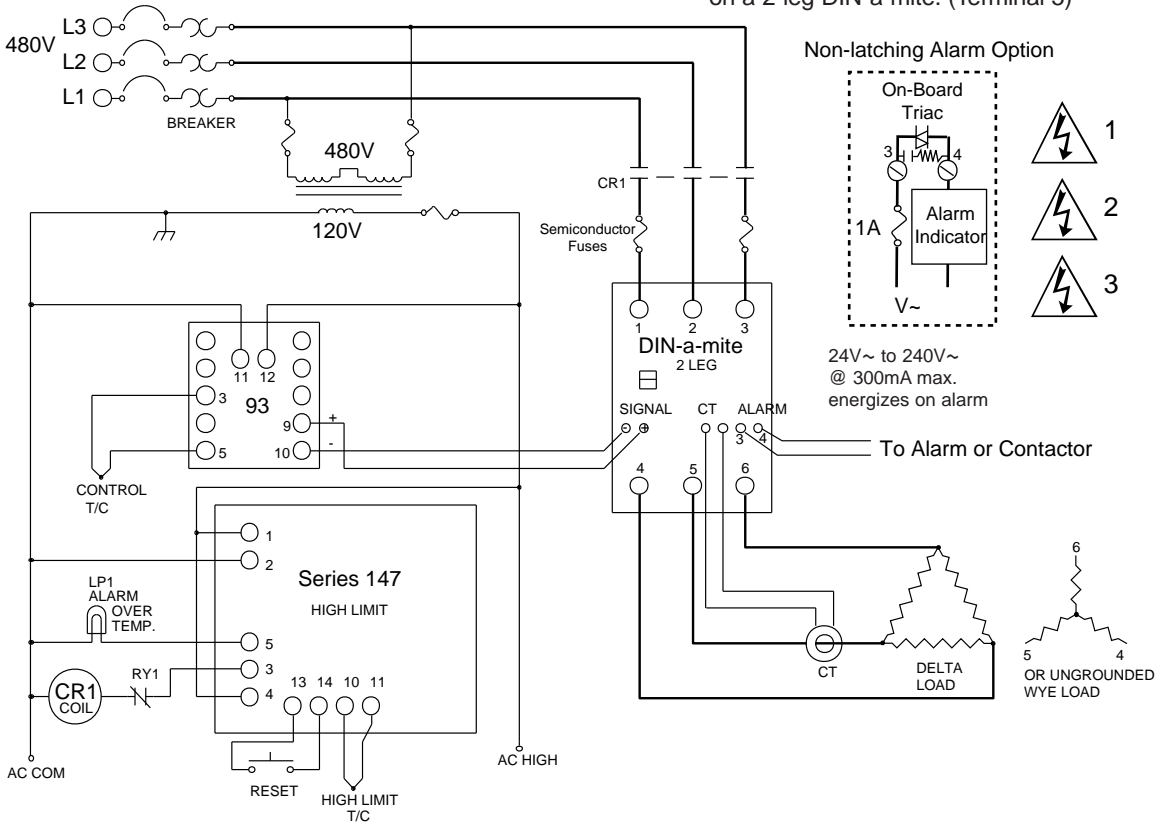 on a 2 leg DIN-a-mite. (Terminal 5)
480V
L3
L2
L1
BREAKER
480V
120V
CR1
Semiconductor
Fuses
Non-latching Alarm Option
On-Board
Triac
3 4
1A
Alarm
Indicator
V~
1
2
3
24V~ to 240V~
@ 300mA max.
energizes on alarm
1 2 3
DIN-a-mite
2 LEG
SIGNAL CT ALARM
- + 3 4
To Alarm or Contactor
4 5 6
11 12
3
93
9 +
5 10 -
CONTROL
T/C
1
2
Series 147
HIGH LIMIT
LP1
ALARM
OVER
TEMP.
5
3
4
RY1
CR1
COIL
13 14 10 11
AC COM
RESET
HIGH LIMIT
T/C
AC HIGH
CT
DELTA
LOAD
6
5 4
OR UNGROUNDED
WYE LOAD